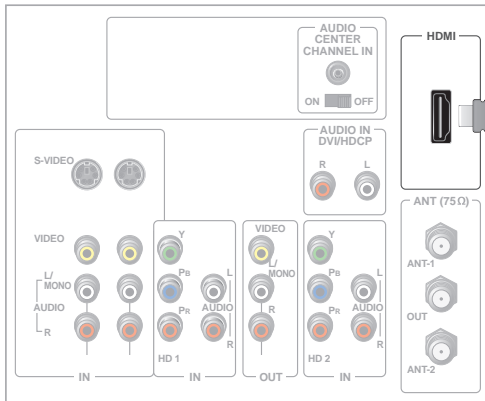 AUDIO
CENTER
CHANNEL IN
ON OFF
HDMI
AUDIO IN
DVI/HDCP
R L
S-VIDEO
ANT (75Ω)
VIDEO
Y
VIDEO
Y
ANT-1
L/
MONO
PB
L
L/
MONO
PB
L
AUDIO
PR
AUDIO
R
PR
AUDIO
OUT
R
R
R
HD 1
HD 2
ANT-2
IN
IN
OUT
IN